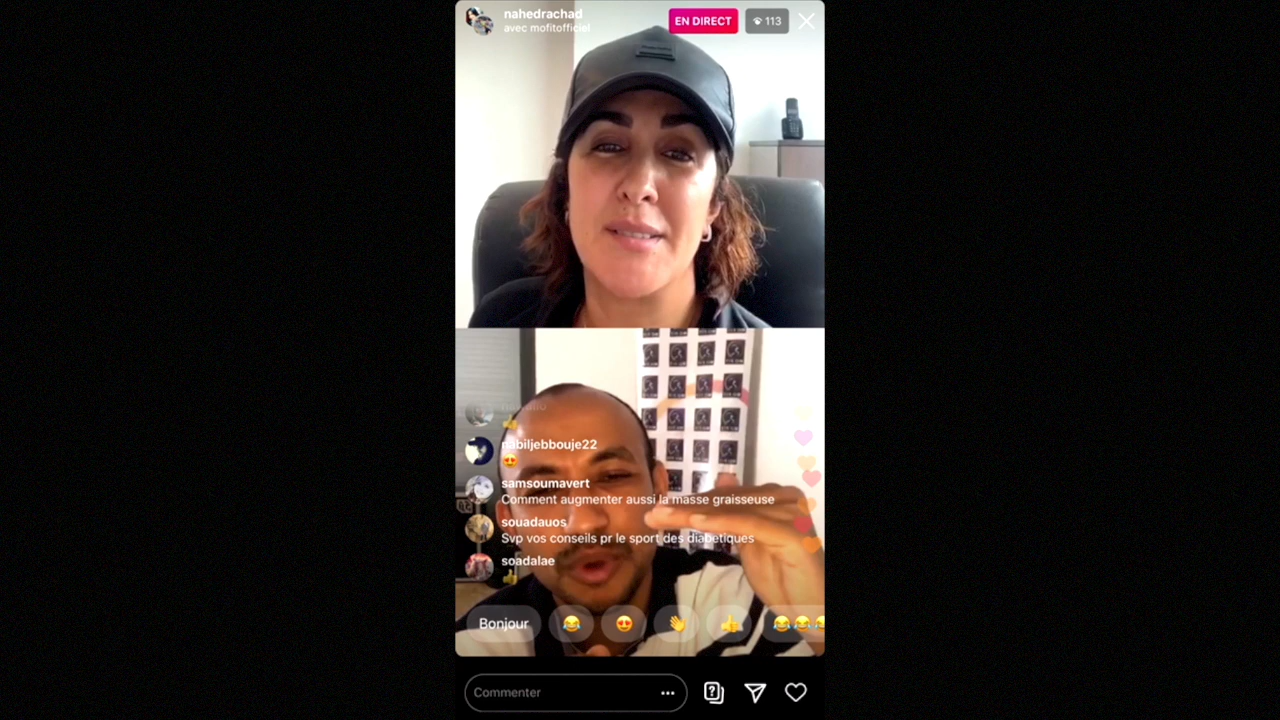 nahedrachad
avec mofitofficiel
EN DIRECT
113
nabiljebbouje22
samsoumavert
Comment augmenter aussi la masse graisseuse
souadauos
Svp vos conseils pr le sport des diabetiques
soadalae
Bonjour
Commenter